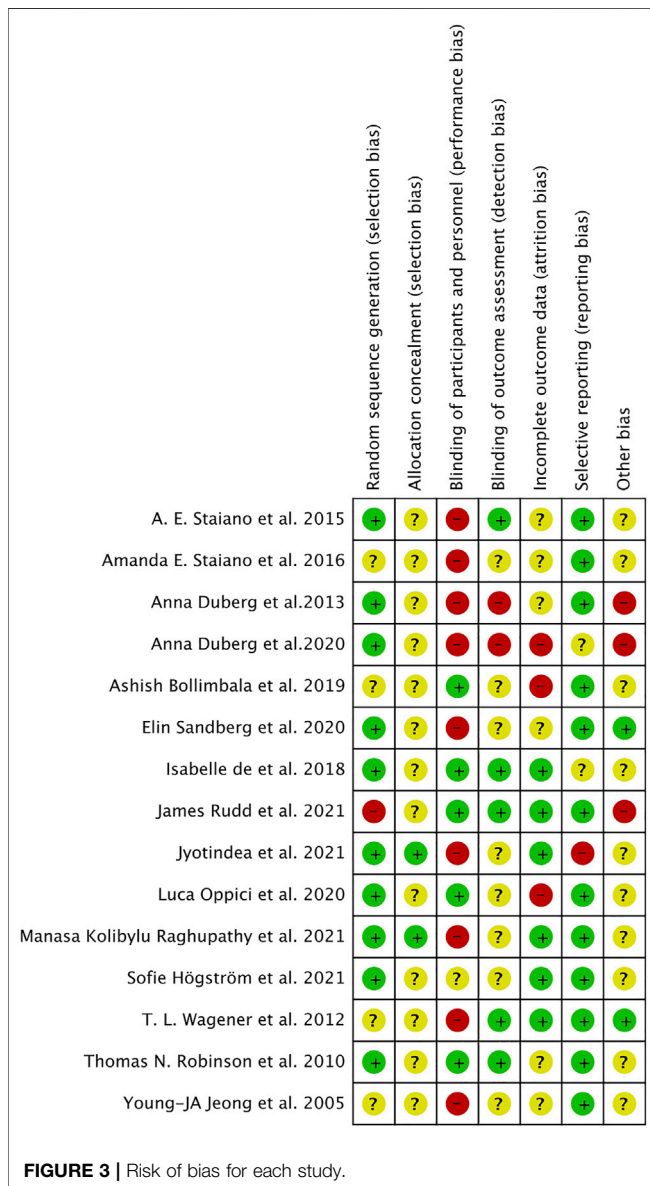 Random sequence generation (selection bias)
Allocation concealment (selection bias)
Blinding of participants and personnel (performance bias)
Blinding of outcome assessment (detection bias)
Incomplete outcome data (attrition bias)
Selective reporting (reporting bias)
Other bias
A. E. Staiano et al. 2015 + ? - + ? + ?
Amanda E. Staiano et al. 2016 ? ? - ? ? + ?
Anna Duberg et al.2013 + ? - - ? + -
Anna Duberg et al.2020 + ? - - - ? -
Ashish Bollimbala et al. 2019 ? ? + ? - + ?
Elin Sandberg et al. 2020 + ? - ? ? + +
Isabelle de et al. 2018 + ? + + + ? ?
James Rudd et al. 2021 - ? + + + + -
Jyotindea et al. 2021 + + - ? + - ?
Luca Oppici et al. 2020 + ? + ? - + ?
Manasa Kolibylu Raghupathy et al. 2021 + + - ? + + ?
Sofie Högström et al. 2021 + ? ? ? + + ?
T. L. Wagener et al. 2012 ? ? - + + + +
Thomas N. Robinson et al. 2010 + ? + + ? + ?
Young-JA Jeong et al. 2005 ? ? - ? ? + ?
FIGURE 3 | Risk of bias for each study.